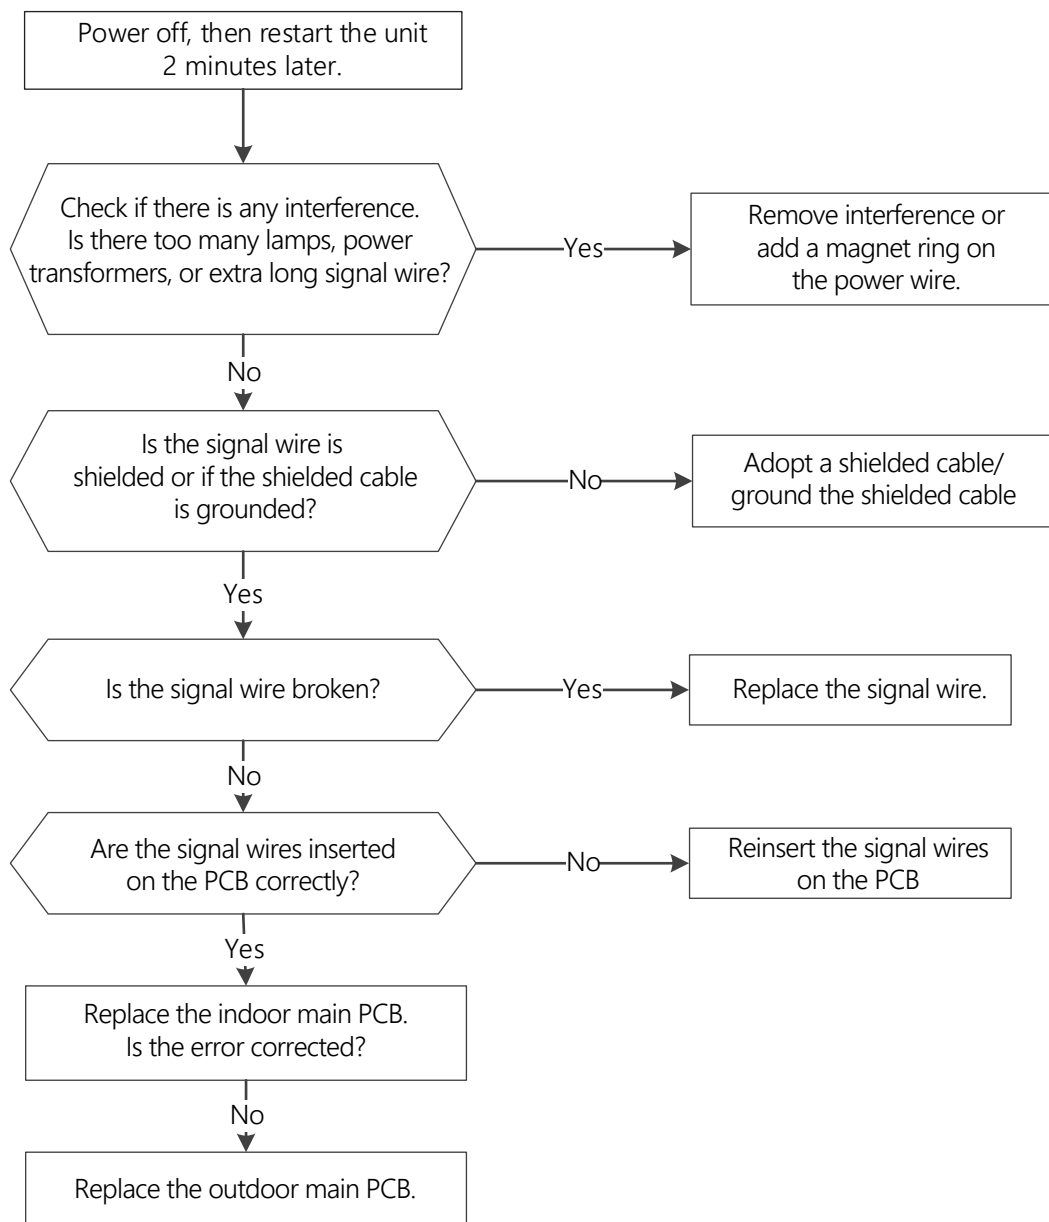 Power off, then restart the unit
2 minutes later.
Check if there is any interference.
Is there too many lamps, power
transformers, or extra long signal wire?
Yes
Remove interference or
add a magnet ring on
the power wire.
No
Is the signal wire is
shielded or if the shielded cable
is grounded?
No
Adopt a shielded cable/
ground the shielded cable
Yes
Is the signal wire broken?
Yes
Replace the signal wire.
No
Are the signal wires inserted
on the PCB correctly?
No
Reinsert the signal wires
on the PCB
Yes
Replace the indoor main PCB.
Is the error corrected?
No
Replace the outdoor main PCB.